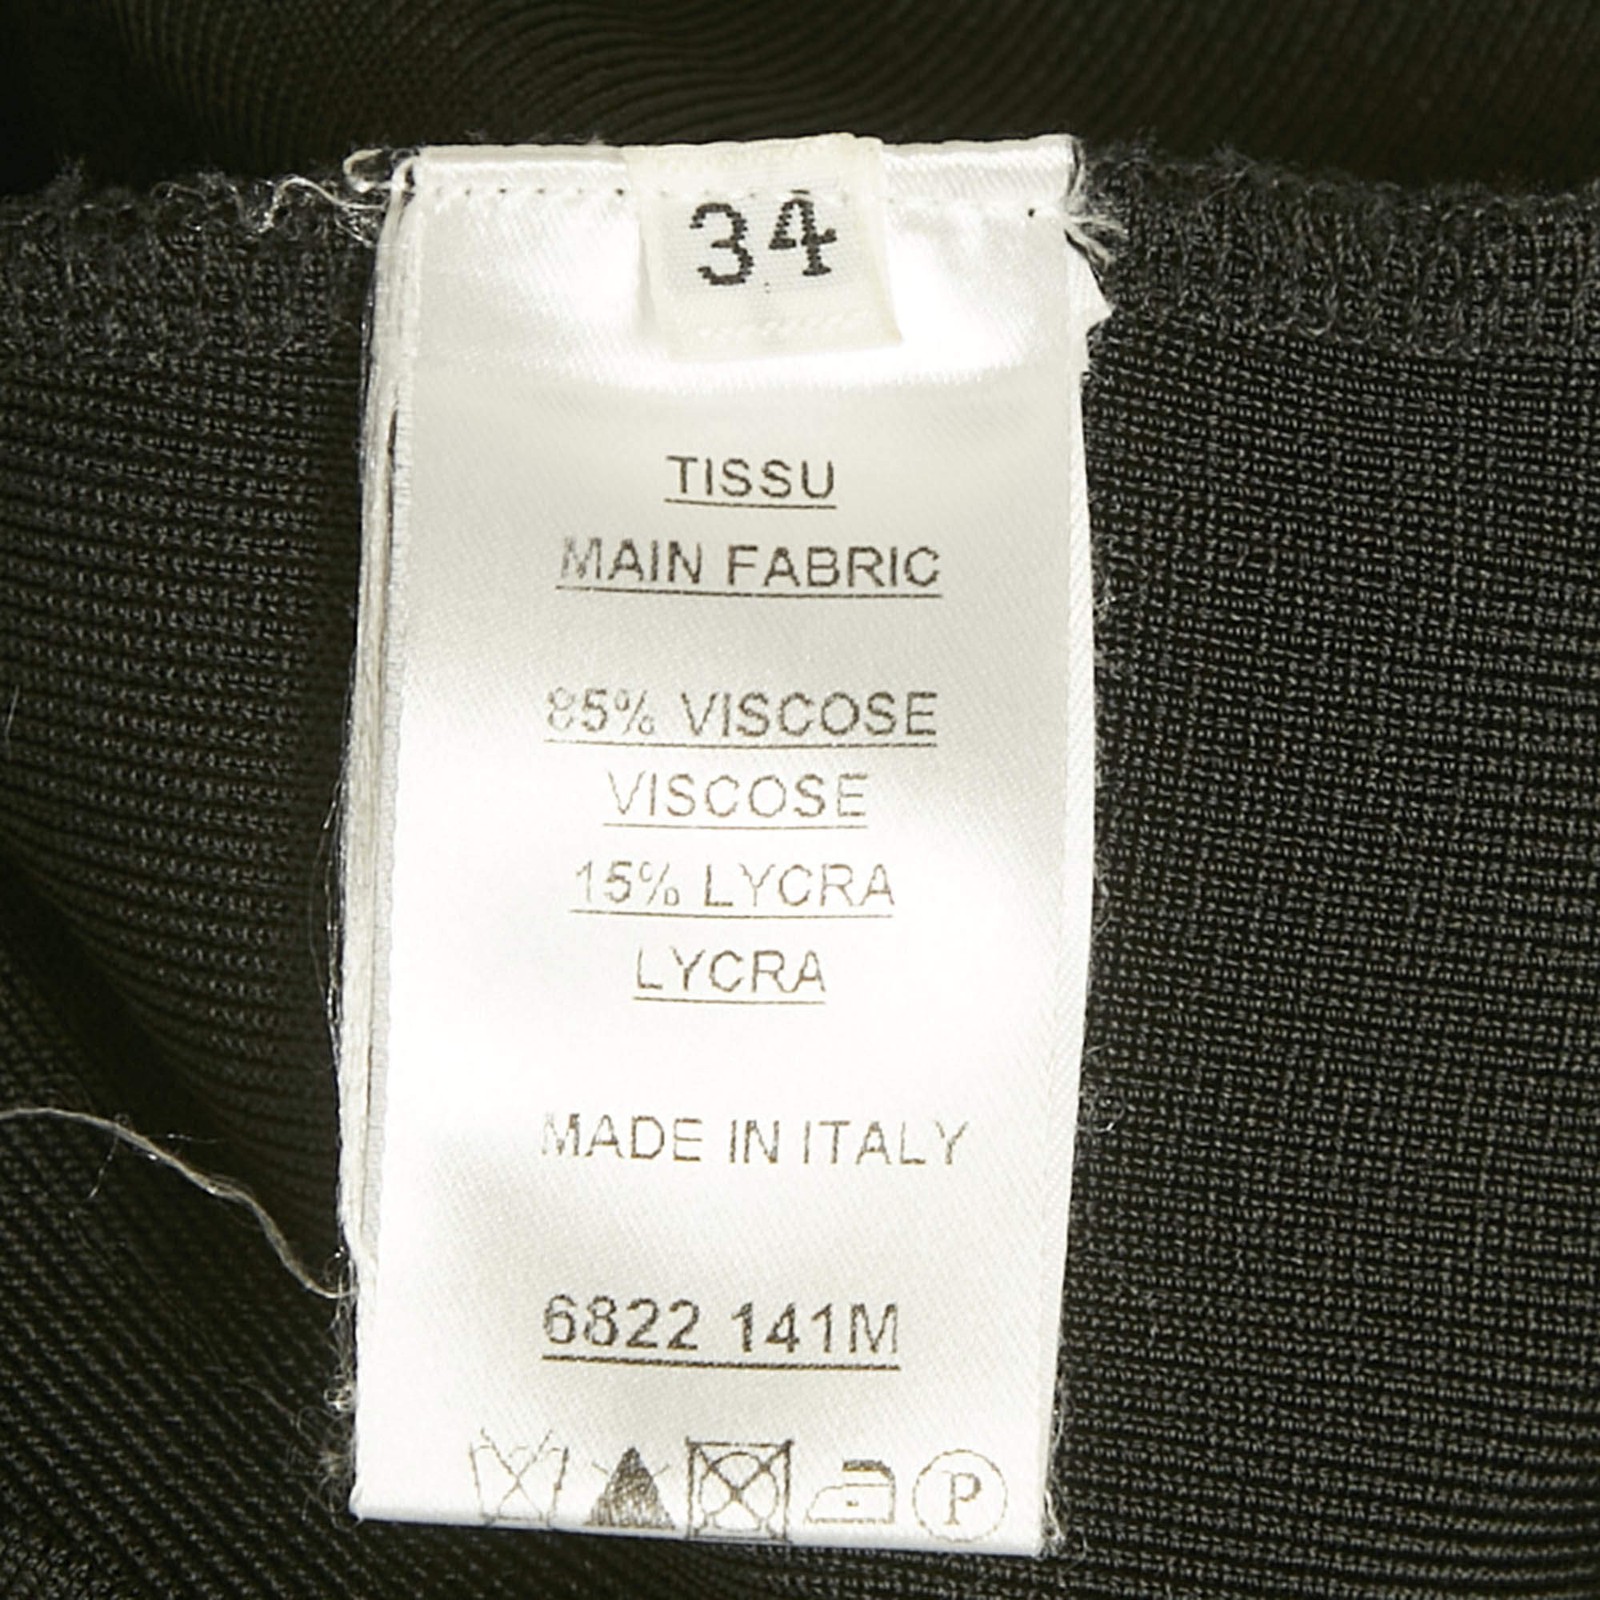 34
TISSU
MAIN FABRIC
85% VISCOSE
VISCOSE
15% LYCRA
LYCRA
MADE IN ITALY
6822 141M
P